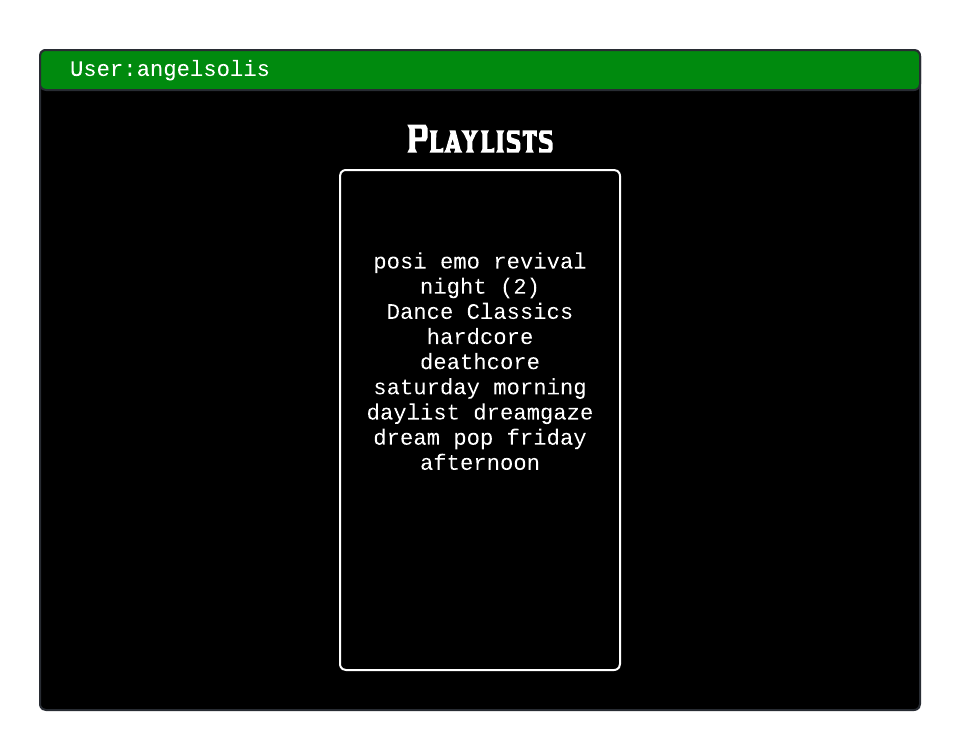 User:angelsolis
Playlists
posi emo revival
night (2)
Dance Classics
hardcore
deathcore
saturday morning
daylist dreamgaze
dream pop friday
afternoon